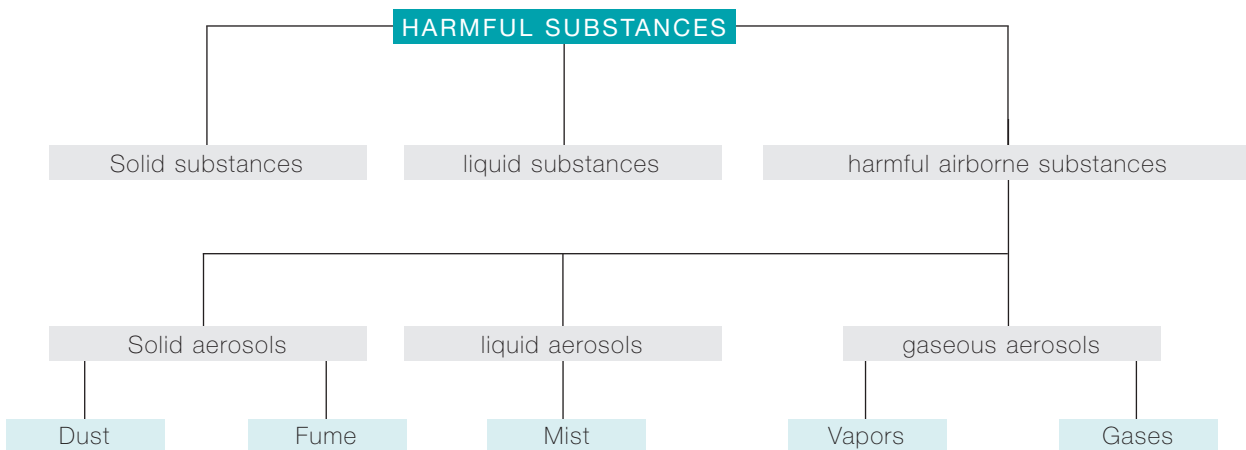 HARMFUL SUBSTANCES
Solid substances
liquid substances
harmful airborne substances
Solid aerosols
liquid aerosols
gaseous aerosols
Dust
Fume
Mist
Vapors
Gases